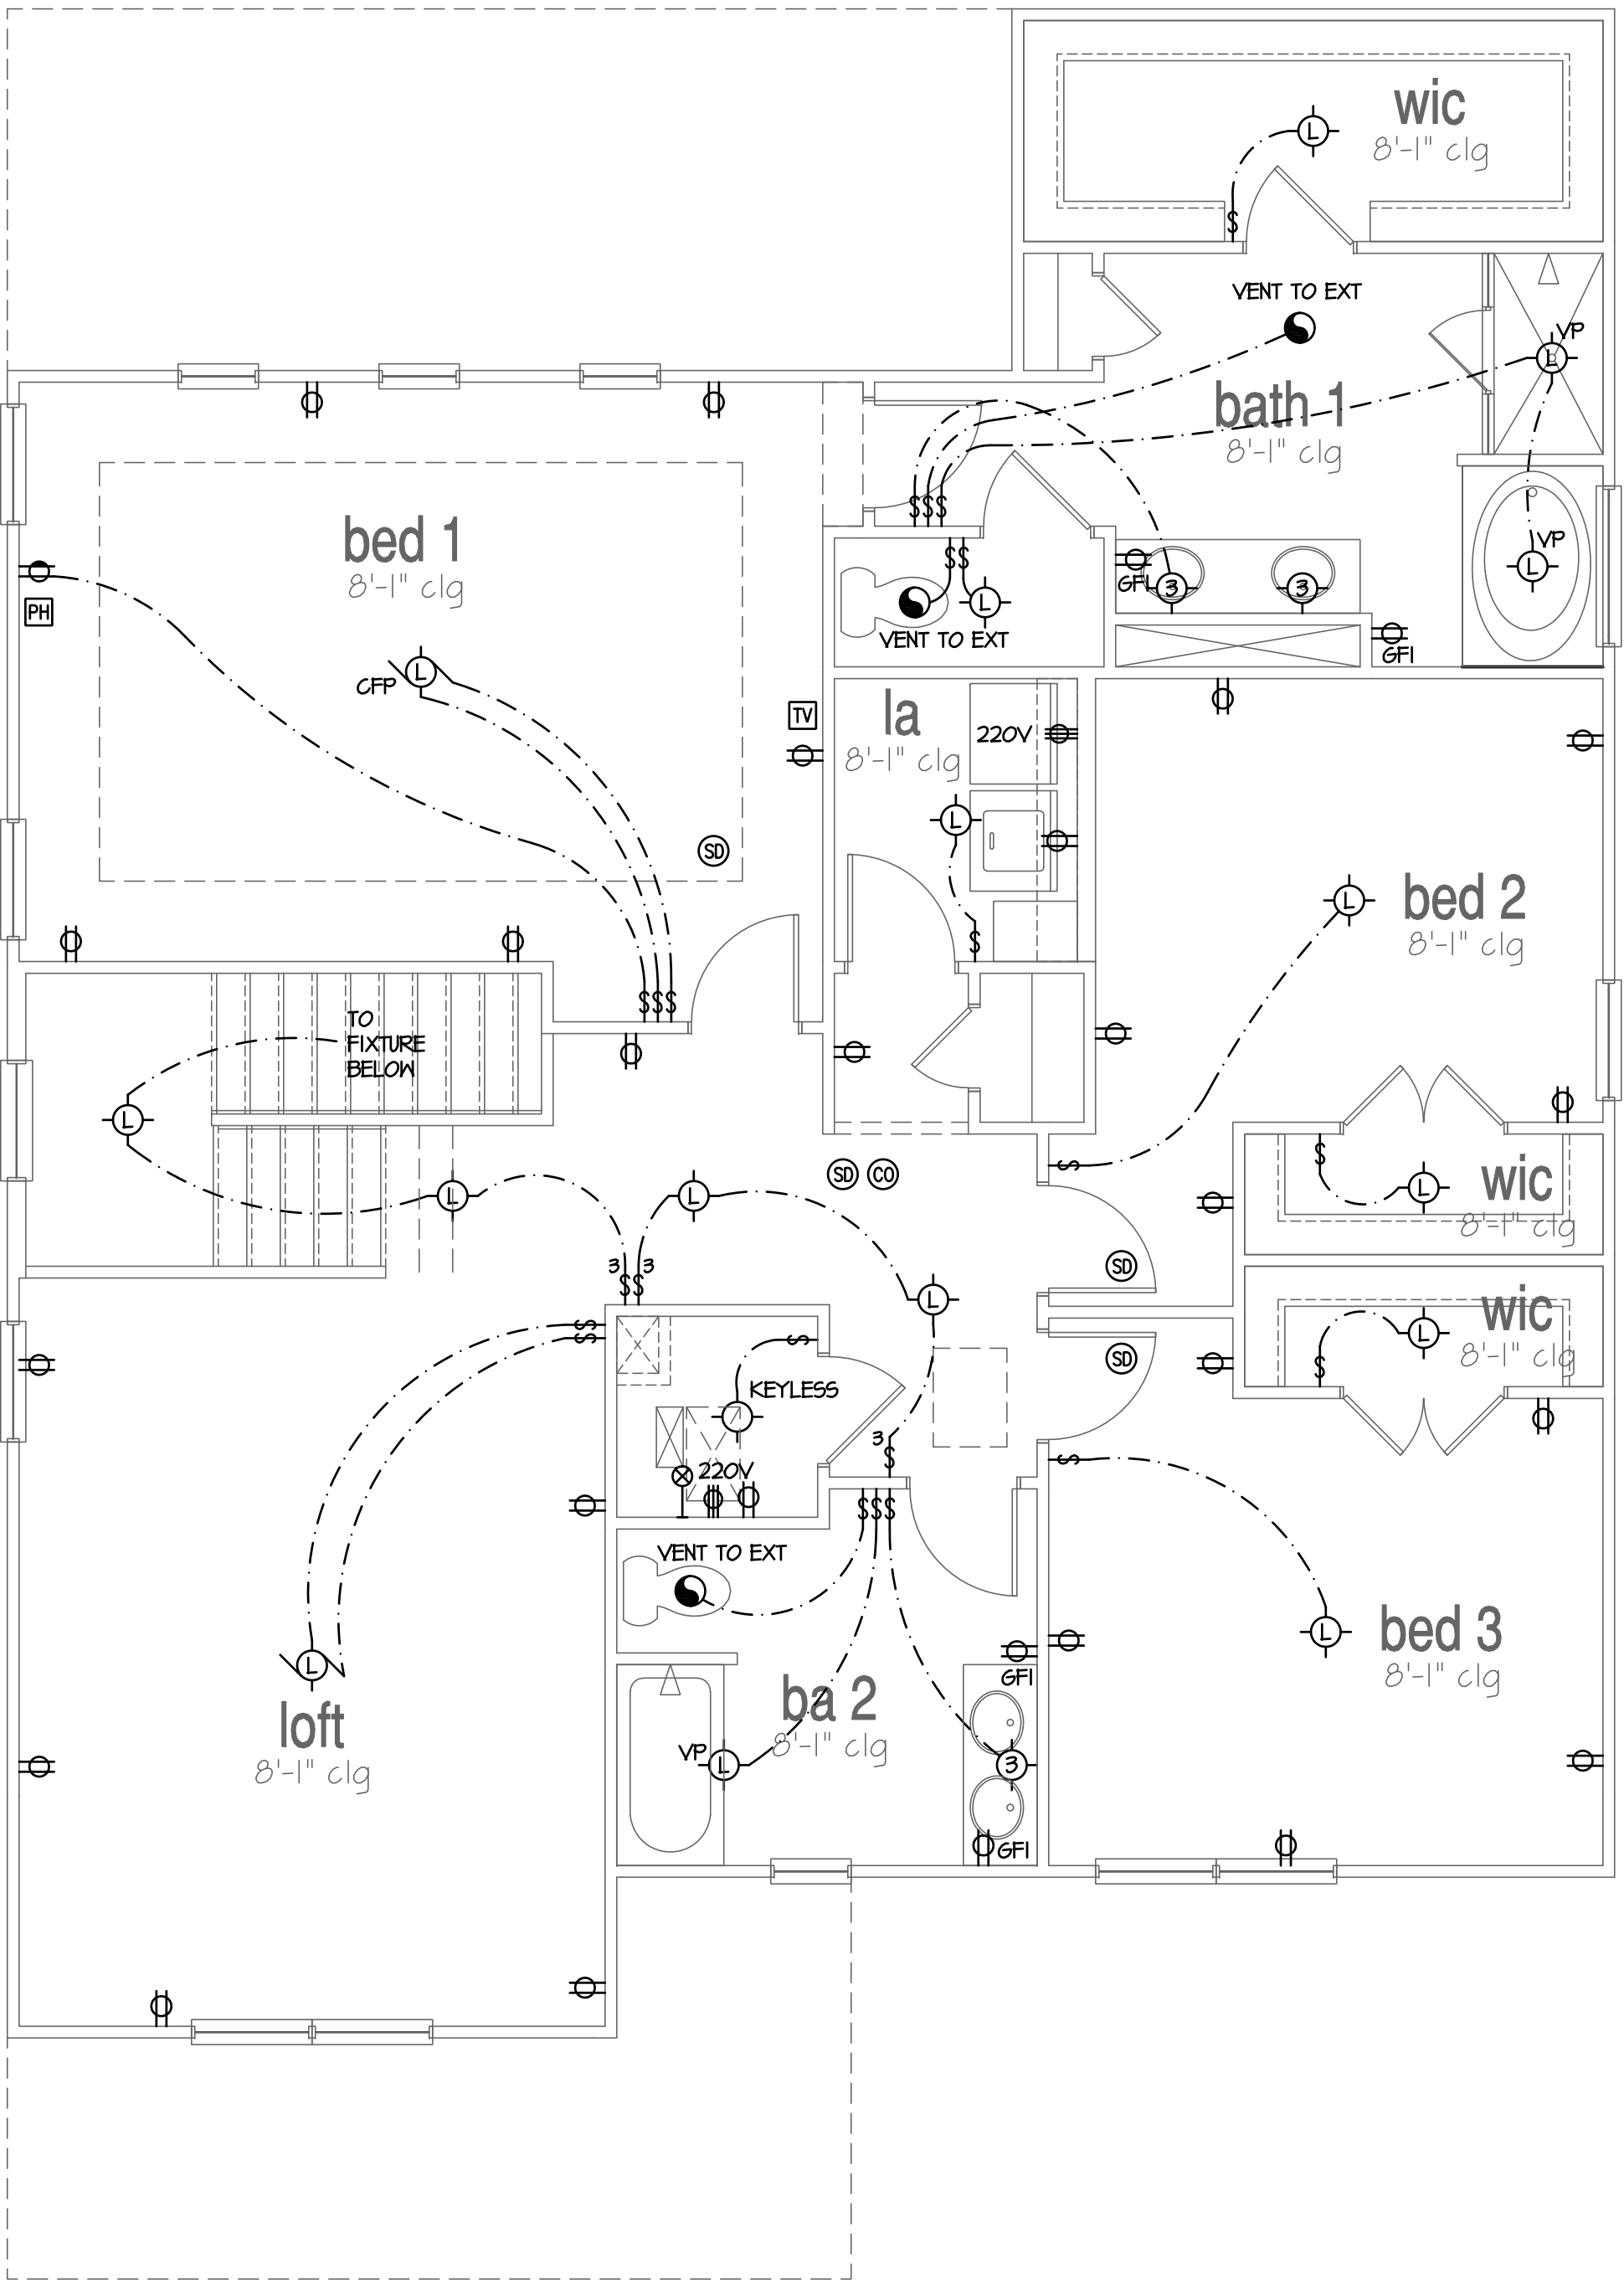 wic
8'-1" clg
L
$
VENT TO EXT
VP
L
bath 1
8'-1" clg
$$$
bed 1
8'-1" clg
PH
$$
L
VENT TO EXT
GFI
3
3
VP
L
GFI
CFP
L
TV
la
8'-1" clg
220V
L
$
SD
$$$
bed 2
8'-1" clg
L
TO
FIXTURE
BELOW
L
L
L
SD
CO
$
$
L
wic
8'-1" clg
SD
3
3
$$
L
$
$
$
KEYLESS
SD
$
L
wic
8'-1" clg
220V
3
$
$
$$$
VENT TO EXT
L
bed 3
8'-1" clg
L
loft
8'-1" clg
GFI
ba 2
8'-1" clg
VP
L
3
GFI